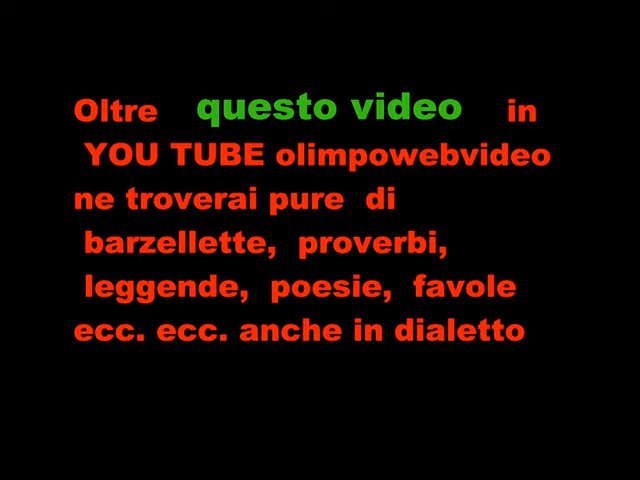 Oltre questo video in
YOU TUBE olimpowebvideo
ne troverai pure di
barzellette, proverbi,
leggende, poesie, favole
ecc. ecc. anche in dialetto